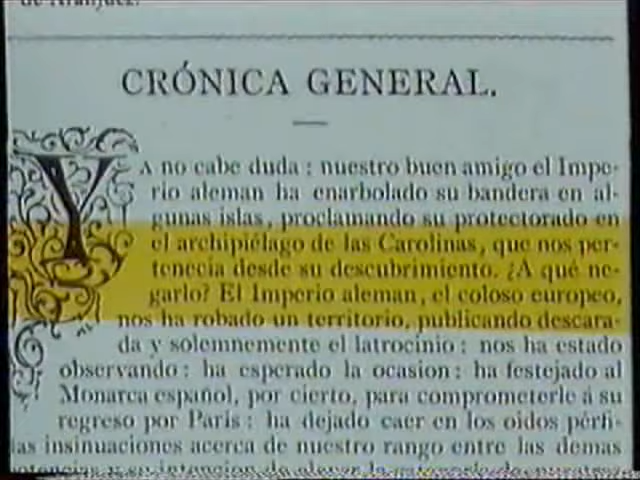 de Aranjuez.
CRÓNICA GENERAL.
YA no cabe duda : nuestro buen amigo el Impe-
rio aleman ha enarbolado su bandera en al-
gunas islas, proclamando su protectorado en
el archipiélago de las Carolinas, que nos per-
tenecia desde su descubrimiento. ¿A qué ne-
garlo? El Imperio aleman, el coloso europeo,
nos ha robado un territorio, publicando descara-
da y solemnemente el latrocinio : nos ha estado
observando : ha esperado la ocasion : ha festejado al
Monarca español, por cierto, para comprometerle á su
regreso por París : ha dejado caer en los oidos pérfi-
as insinuaciones acerca de nuestro rango entre las demas